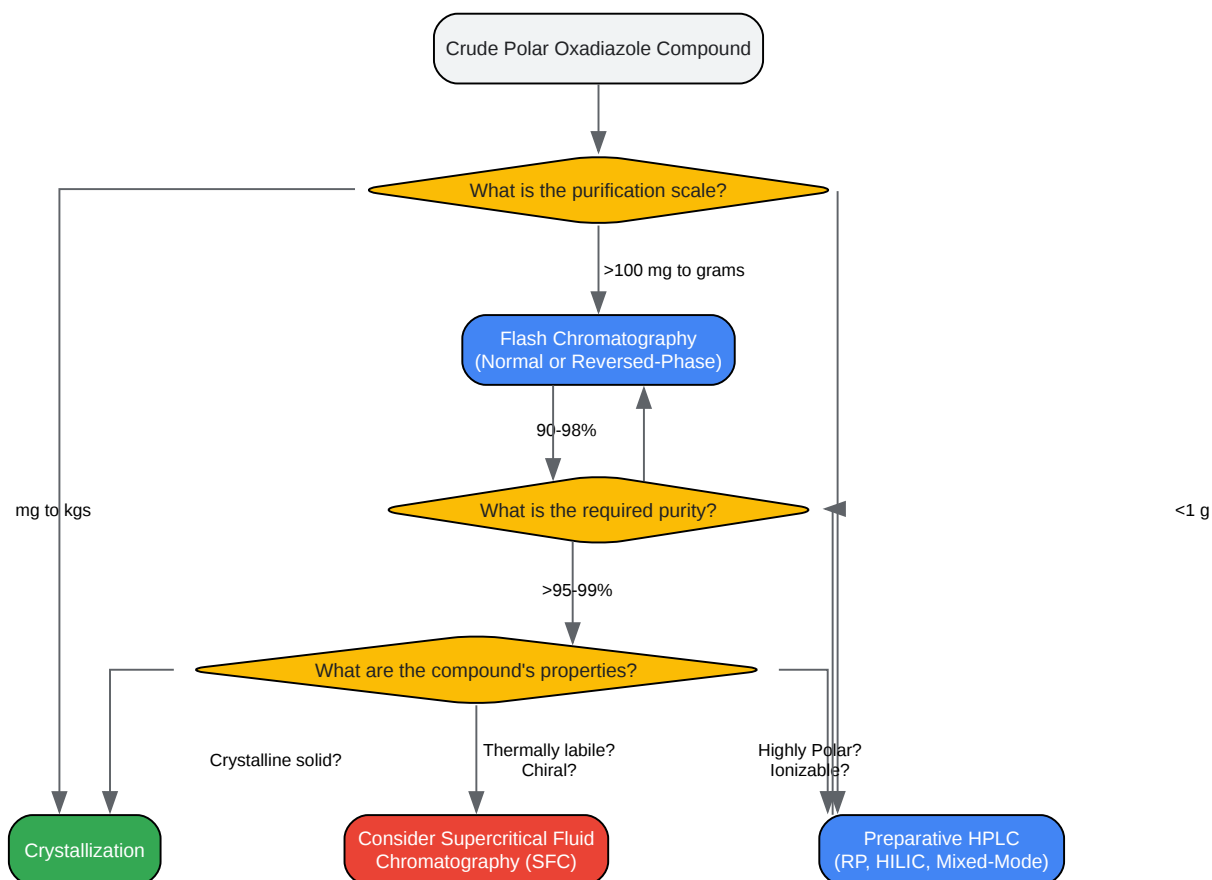 Crude Polar Oxadiazole Compound
What is the purification scale?
>100 mg to grams
Flash Chromatography
(Normal or Reversed-Phase)
90-98%
mg to kgs
What is the required purity?
<1 g
>95-99%
What are the compound's properties?
Crystalline solid?
Thermally labile?
Chiral?
Highly Polar?
Ionizable?
Crystallization
Consider Supercritical Fluid
Chromatography (SFC)
Preparative HPLC
(RP, HILIC, Mixed-Mode)